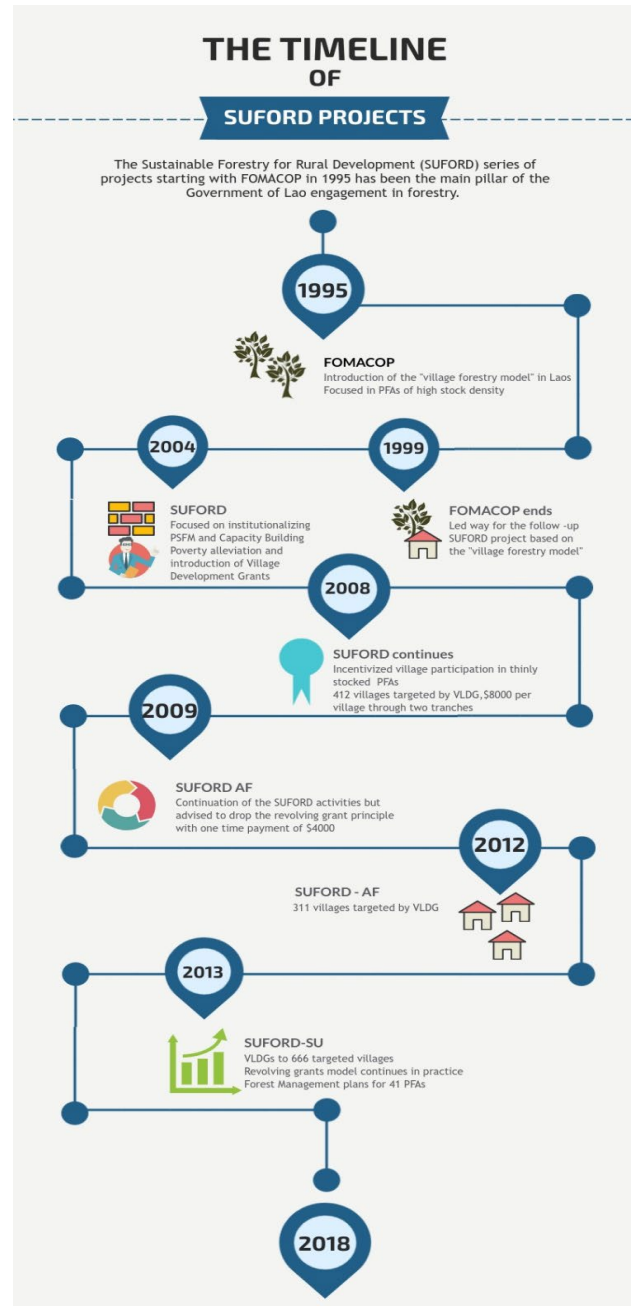 THE TIMELINE
OF
SUFORD PROJECTS
The Sustainable Forestry for Rural Development (SUFORD) series of
projects starting with FOMACOP in 1995 has been the main pillar of the
Government of Lao engagement in forestry.
1995
FOMACOP
Introduction of the "village forestry model" in Laos
Focused in PFAs of high stock density
1999
FOMACOP ends
Led way for the follow -up
SUFORD project based on
the "village forestry model"
2004
SUFORD
Focused on institutionalizing
PSFM and Capacity Building
Poverty alleviation and
introduction of Village
Development Grants
2008
SUFORD continues
Incentivized village participation in thinly
stocked PFAs
412 villages targeted by VLDG,$8000 per
village through two tranches
2009
SUFORD AF
Continuation of the SUFORD activities but
advised to drop the revolving grant principle
with one time payment of $4000
2012
SUFORD - AF
311 villages targeted by VLDG
2013
SUFORD-SU
VLDGs to 666 targeted villages
Revolving grants model continues in practice
Forest Management plans for 41 PFAs
2018